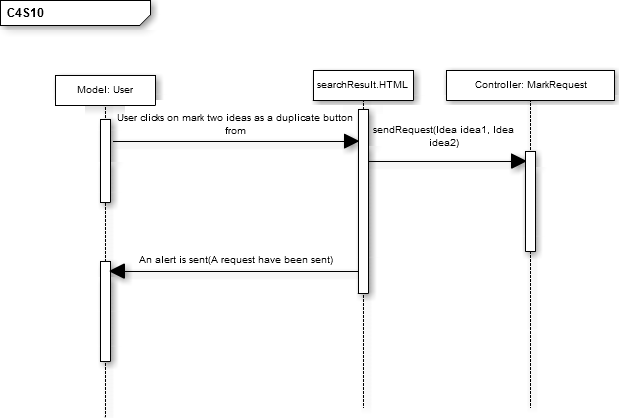 C4S10
Model: User
searchResult.HTML
Controller: MarkRequest
User clicks on mark two ideas as a duplicate button
from
sendRequest(Idea idea1, Idea
idea2)
An alert is sent(A request have been sent)